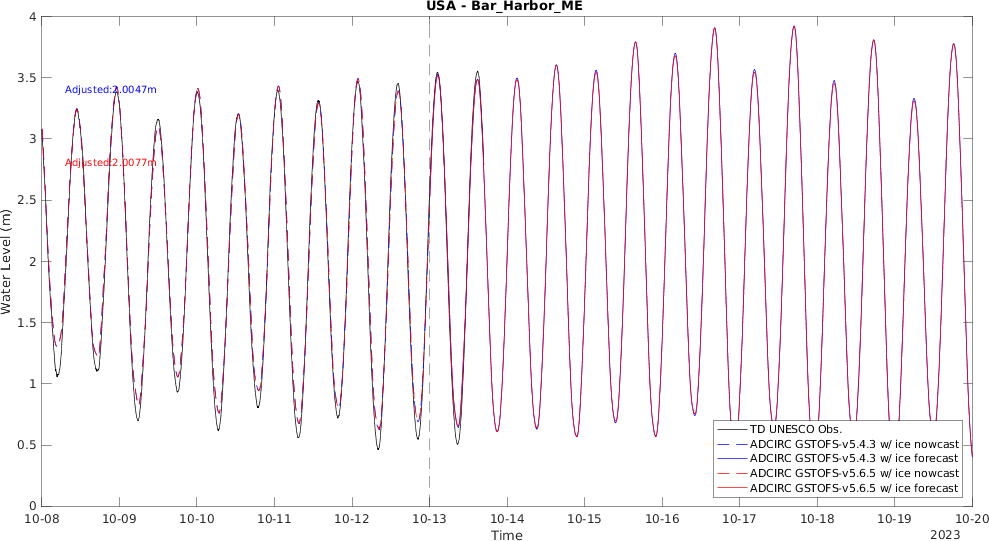 USA - Bar_Harbor_ME
4
3.5
3
2.5
2
1.5
1
0.5
0
Water Level (m)
Adjusted:2.0047m
Adjusted:2.0077m
TD UNESCO Obs.
ADCIRC GSTOFS-v5.4.3 w/ ice nowcast
ADCIRC GSTOFS-v5.4.3 w/ ice forecast
ADCIRC GSTOFS-v5.6.5 w/ ice nowcast
ADCIRC GSTOFS-v5.6.5 w/ ice forecast
10-08 10-09 10-10 10-11 10-12 10-13 10-14 10-15 10-16 10-17 10-18 10-19 10-20
Time
2023